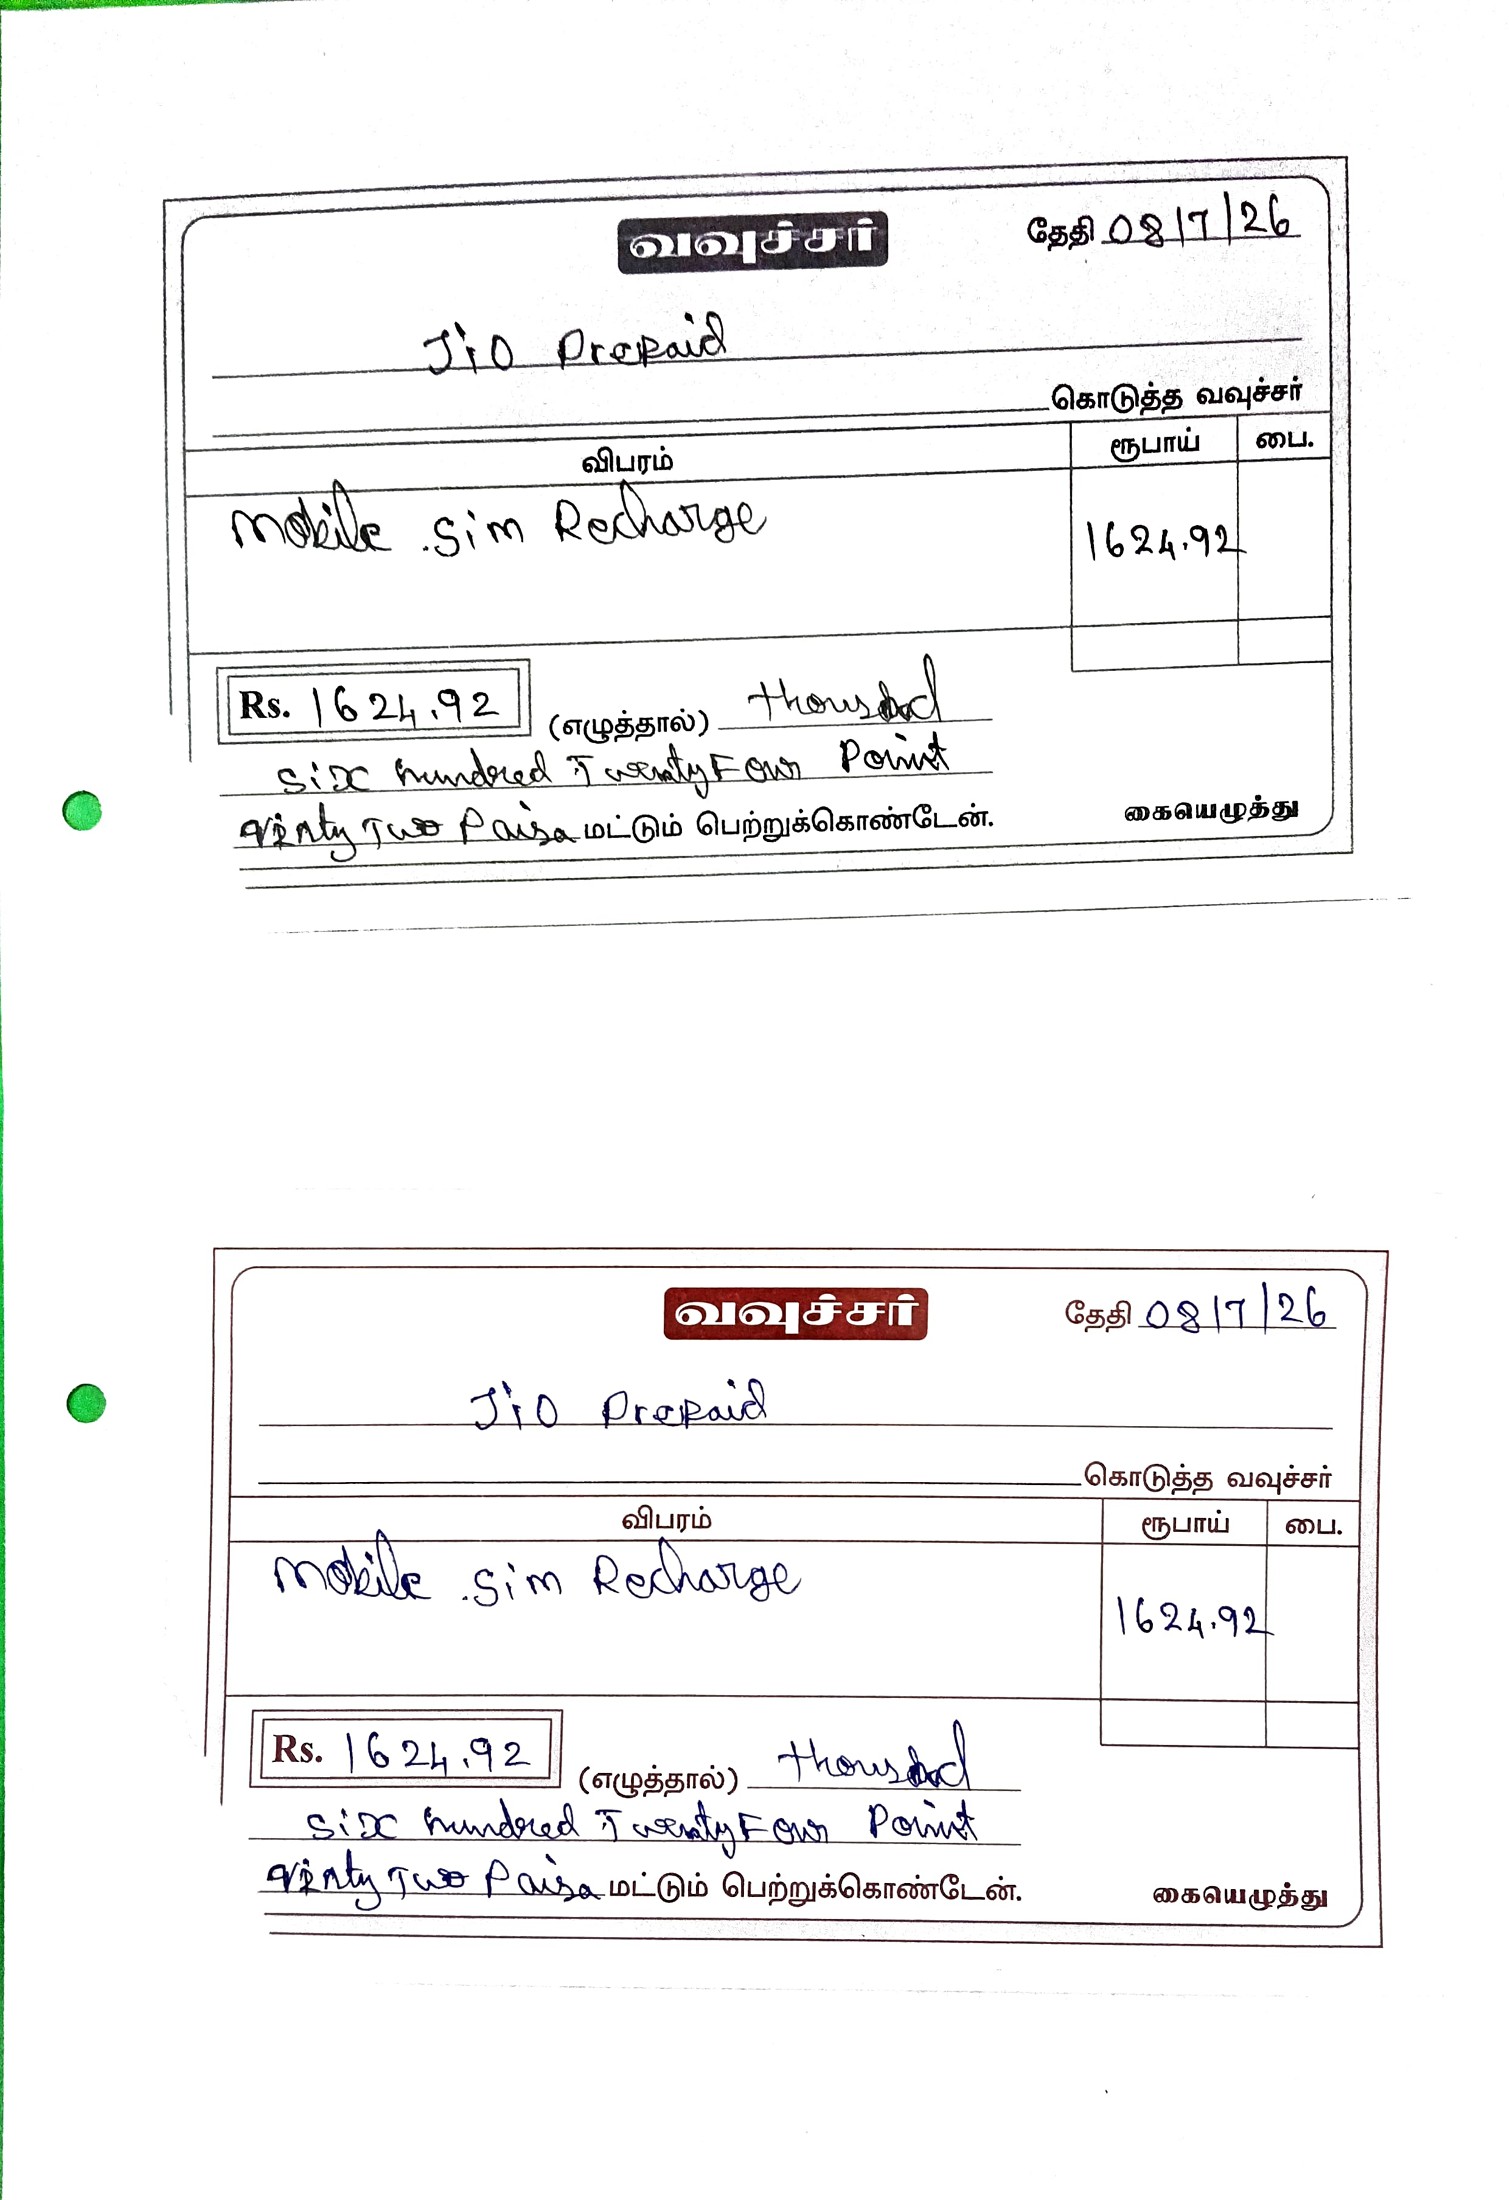 வவுச்சர்
தேதி 08/7/26
Jio Prepaid
கொடுத்த வவுச்சர்
விபரம் ரூபாய் பை.
Mobile Sim Recharge 1624.92
Rs. 1624.92 (எழுத்தால்) thousand
Six hundred Twenty Four Point
Ninty Two Paisa மட்டும் பெற்றுக்கொண்டேன். கையெழுத்து
வவுச்சர்
தேதி 08/7/26
Jio Prepaid
கொடுத்த வவுச்சர்
விபரம் ரூபாய் பை.
Mobile Sim Recharge 1624.92
Rs. 1624.92 (எழுத்தால்) thousand
Six hundred Twenty Four Point
Ninty Two Paisa மட்டும் பெற்றுக்கொண்டேன். கையெழுத்து